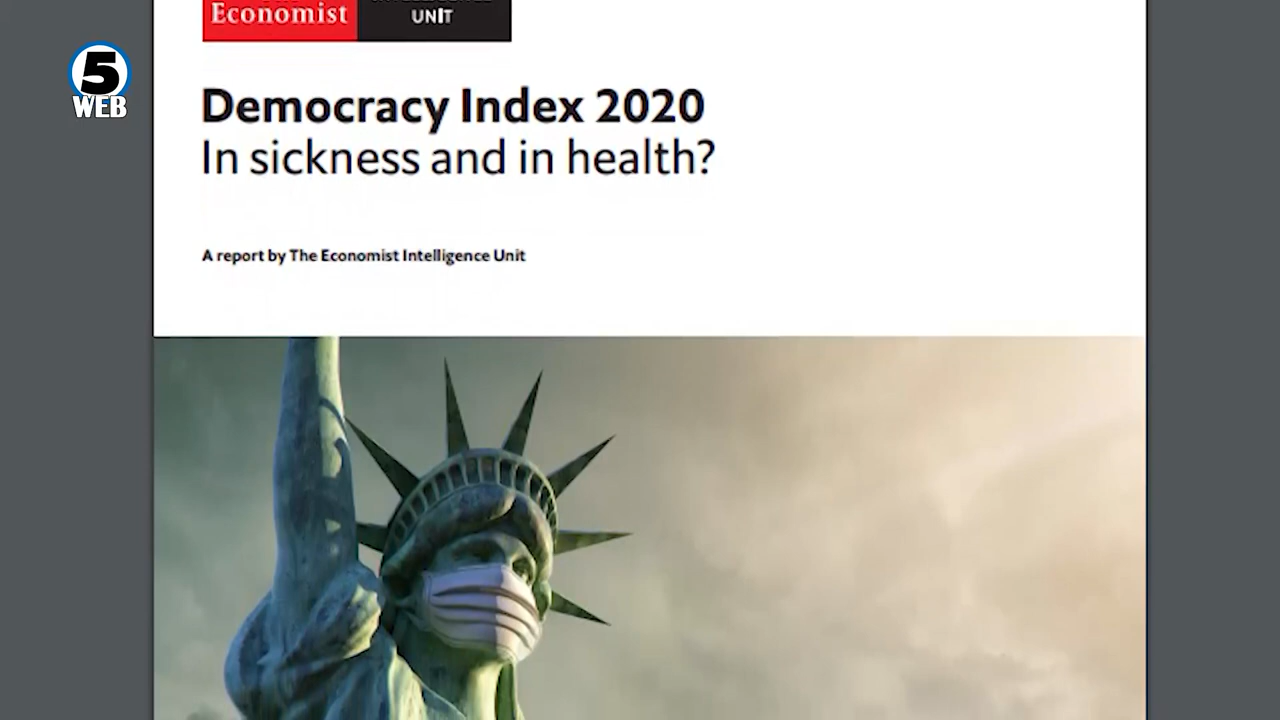 5
WEB
Economist
UNIT
Democracy Index 2020
In sickness and in health?
A report by The Economist Intelligence Unit